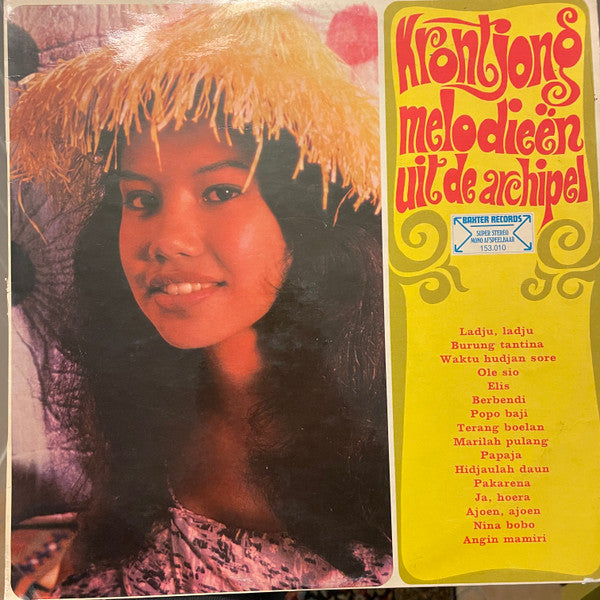 Krontjong
melodieën
uit de archipel
BAXTER RECORDS
SUPER STEREO
MONO AFSPEELBAAR
153.010
Ladju, ladju
Burung tantina
Waktu hudjan sore
Ole sio
Elis
Berbendi
Popo baji
Terang boelan
Marilah pulang
Papaja
Hidjaulah daun
Pakarena
Ja, hoera
Ajoen, ajoen
Nina bobo
Angin mamiri